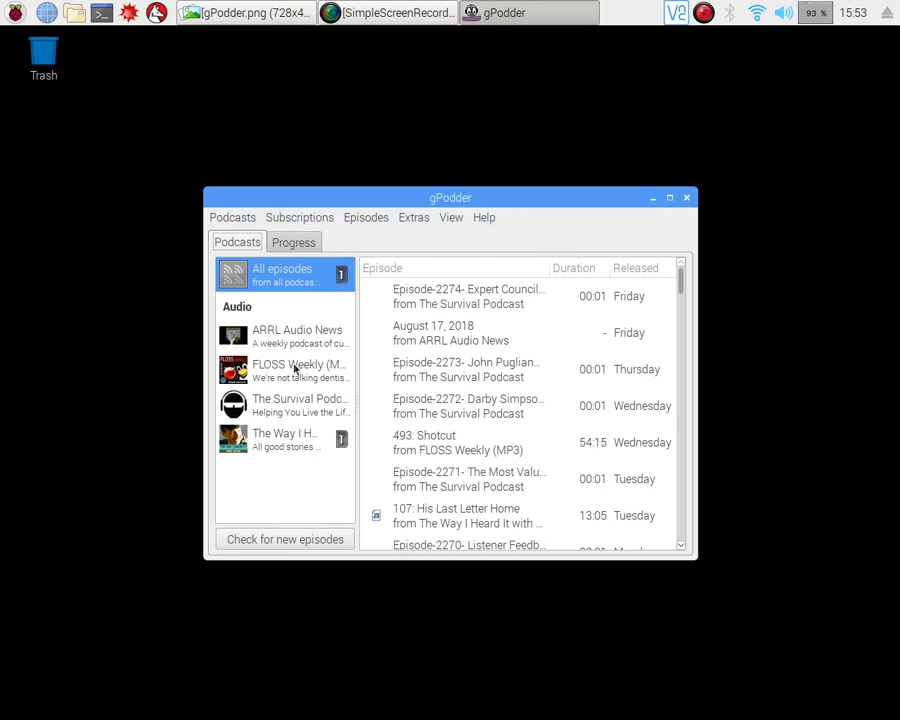 [gPodder.png (728x4... [SimpleScreenRecord... gPodder 93 % 15:53
Trash
gPodder
Podcasts Subscriptions Episodes Extras View Help
Podcasts Progress
All episodes 1
from all podcas...
Audio
ARRL Audio News
A weekly podcast of cu...
FLOSS Weekly (M...
We're not talking dentis...
The Survival Podc...
Helping You Live the Lif...
The Way I H... 1
All good stories ...
Check for new episodes
Episode Duration Released
Episode-2274- Expert Council...
from The Survival Podcast 00:01 Friday
August 17, 2018
from ARRL Audio News - Friday
Episode-2273- John Puglian...
from The Survival Podcast 00:01 Thursday
Episode-2272- Darby Simpso...
from The Survival Podcast 00:01 Wednesday
493: Shotcut
from FLOSS Weekly (MP3) 54:15 Wednesday
Episode-2271- The Most Valu...
from The Survival Podcast 00:01 Tuesday
107: His Last Letter Home
from The Way I Heard It with ... 13:05 Tuesday
Episode-2270- Listener Feedb...